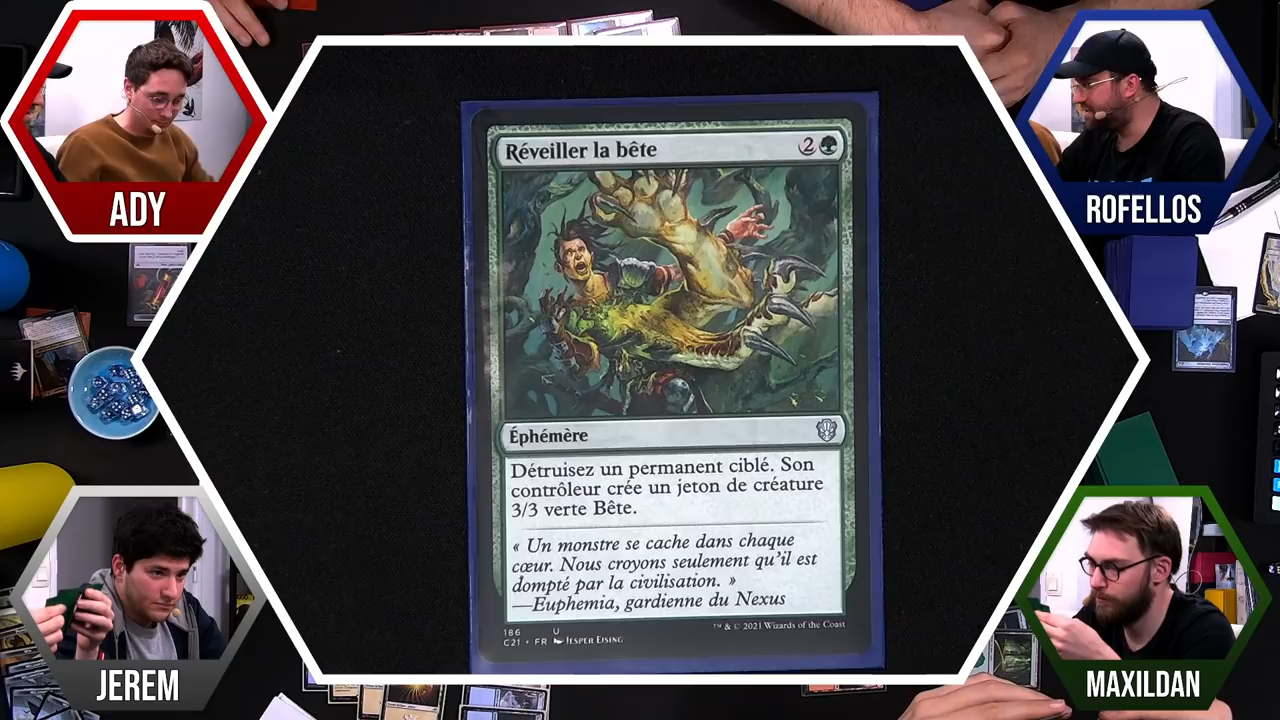 ADY
ROFELLOS
Réveiller la bête
2
Éphémère
Détruisez un permanent ciblé. Son
contrôleur crée un jeton de créature
3/3 verte Bête.
« Un monstre se cache dans chaque
cœur. Nous croyons seulement qu'il est
dompté par la civilisation. »
—Euphemia, gardienne du Nexus
186 U
C21 • FR JESPER EJSING
™ & © 2021 Wizards of the Coast
JEREM
MAXILDAN